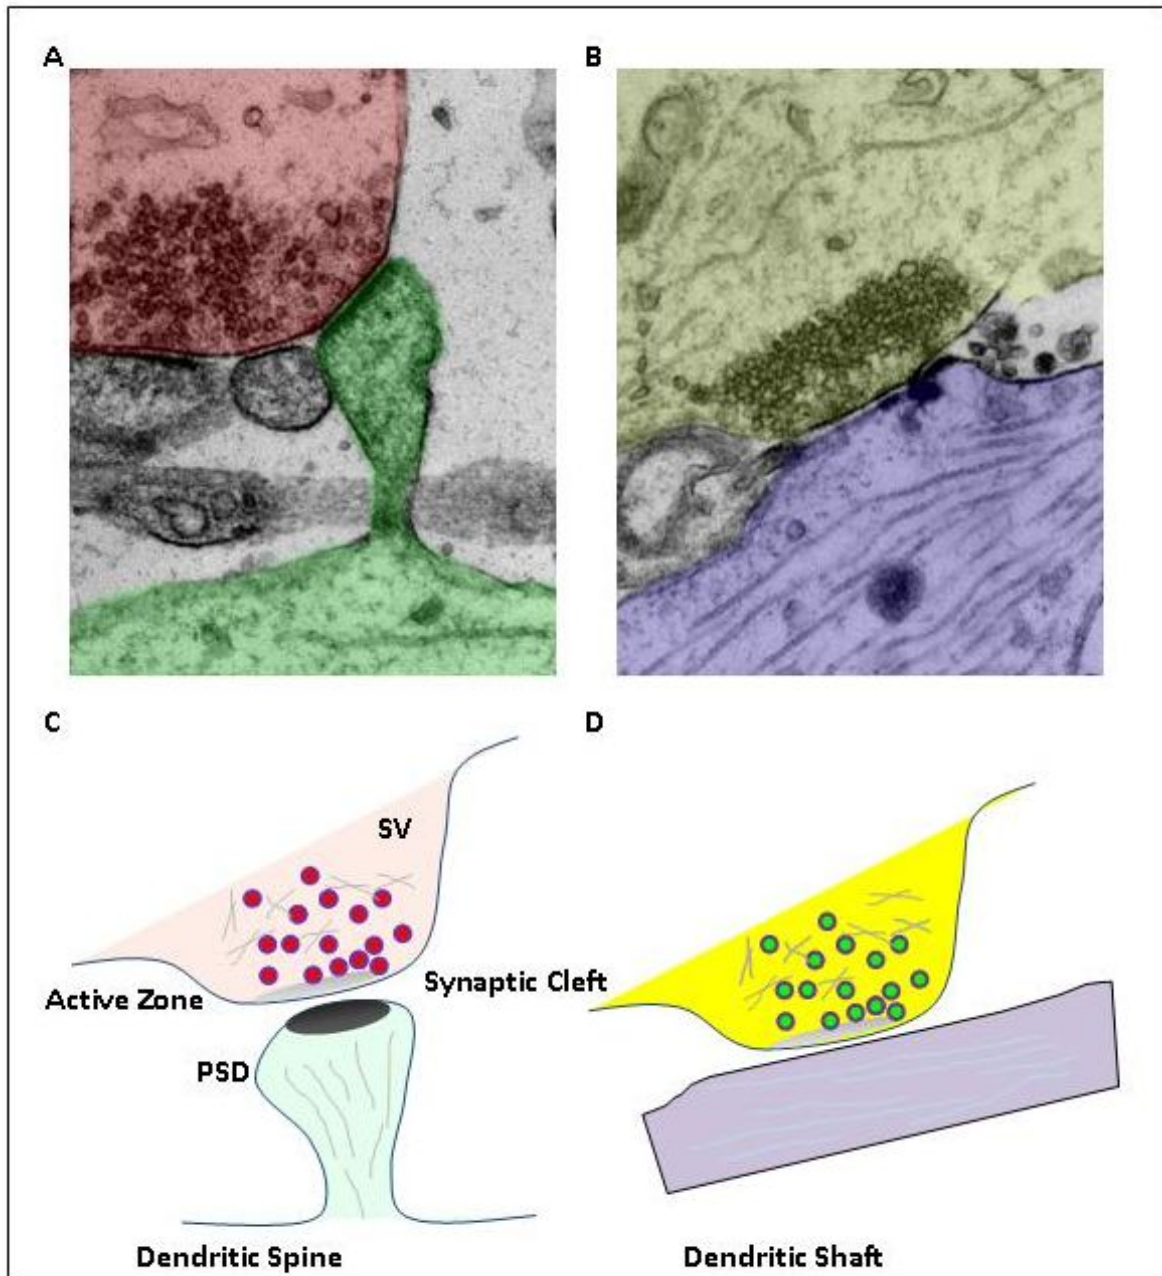 A
B
C
D
SV
Active Zone
Synaptic Cleft
PSD
Dendritic Spine
Dendritic Shaft